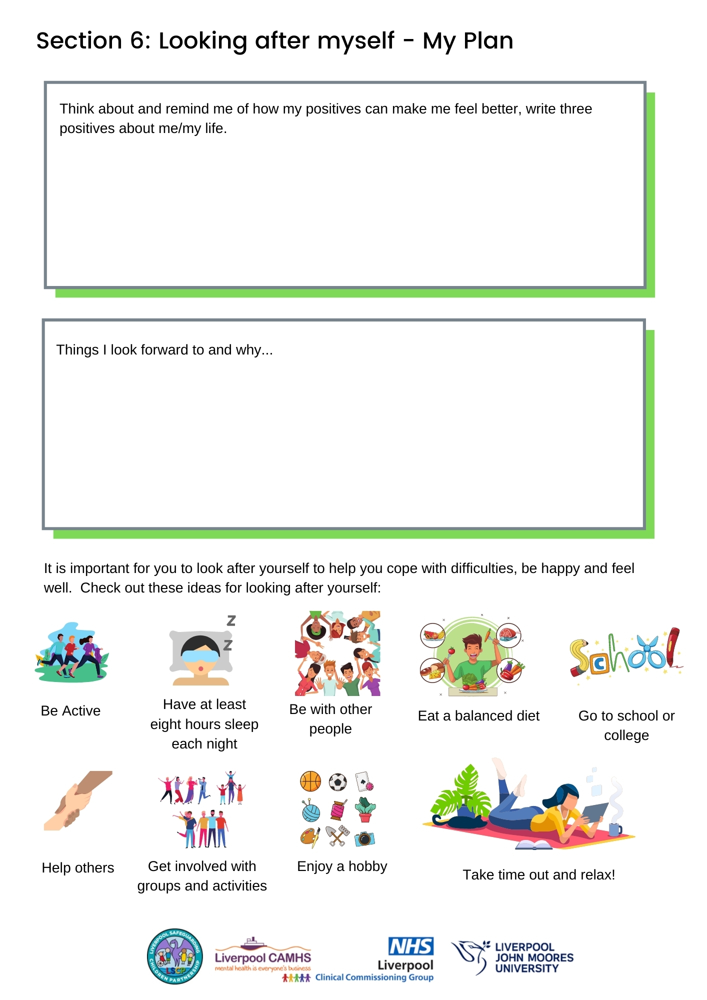 Section 6: Looking after myself - My Plan
Think about and remind me of how my positives can make me feel better, write three
positives about me/my life.
Things I look forward to and why...
It is important for you to look after yourself to help you cope with difficulties, be happy and feel
well.  Check out these ideas for looking after yourself:
Z
Z
School
C
Be Active
Have at least
eight hours sleep
each night
Be with other
people
Eat a balanced diet
Go to school or
college
Help others
Get involved with
groups and activities
Enjoy a hobby
Take time out and relax!
LIVERPOOL SAFEGUARDING
CHILDREN PARTNERSHIP
LSCP
Liverpool CAMHS
mental health is everyone's business
NHS
Liverpool
Clinical Commissioning Group
LIVERPOOL
JOHN MOORES
UNIVERSITY